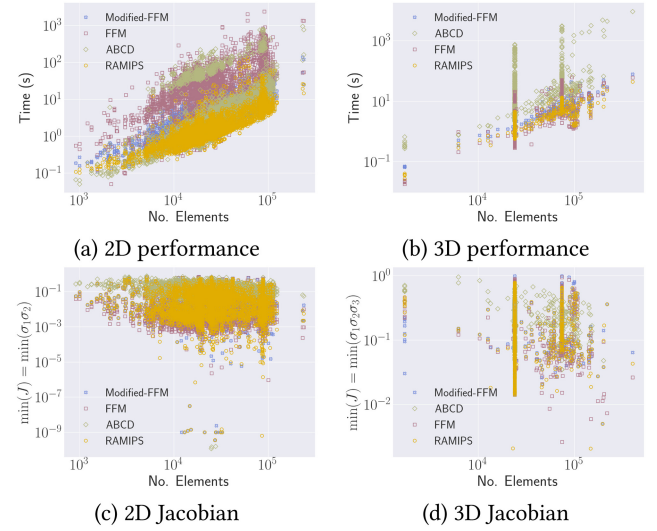 10³
10²
10¹
10⁰
10⁻¹
Time (s)
Modified-FFM
FFM
ABCD
RAMIPS
10³ 10⁴ 10⁵
No. Elements
(a) 2D performance
10³
10¹
10⁻¹
Time (s)
Modified-FFM
ABCD
FFM
RAMIPS
10⁴ 10⁵
No. Elements
(b) 3D performance
10⁻¹
10⁻³
10⁻⁵
10⁻⁷
10⁻⁹
min(J) = min(σ₁σ₂)
Modified-FFM
FFM
ABCD
RAMIPS
10³ 10⁴ 10⁵
No. Elements
(c) 2D Jacobian
10⁰
10⁻¹
10⁻²
min(J) = min(σ₁σ₂σ₃)
Modified-FFM
ABCD
FFM
RAMIPS
10⁴ 10⁵
No. Elements
(d) 3D Jacobian